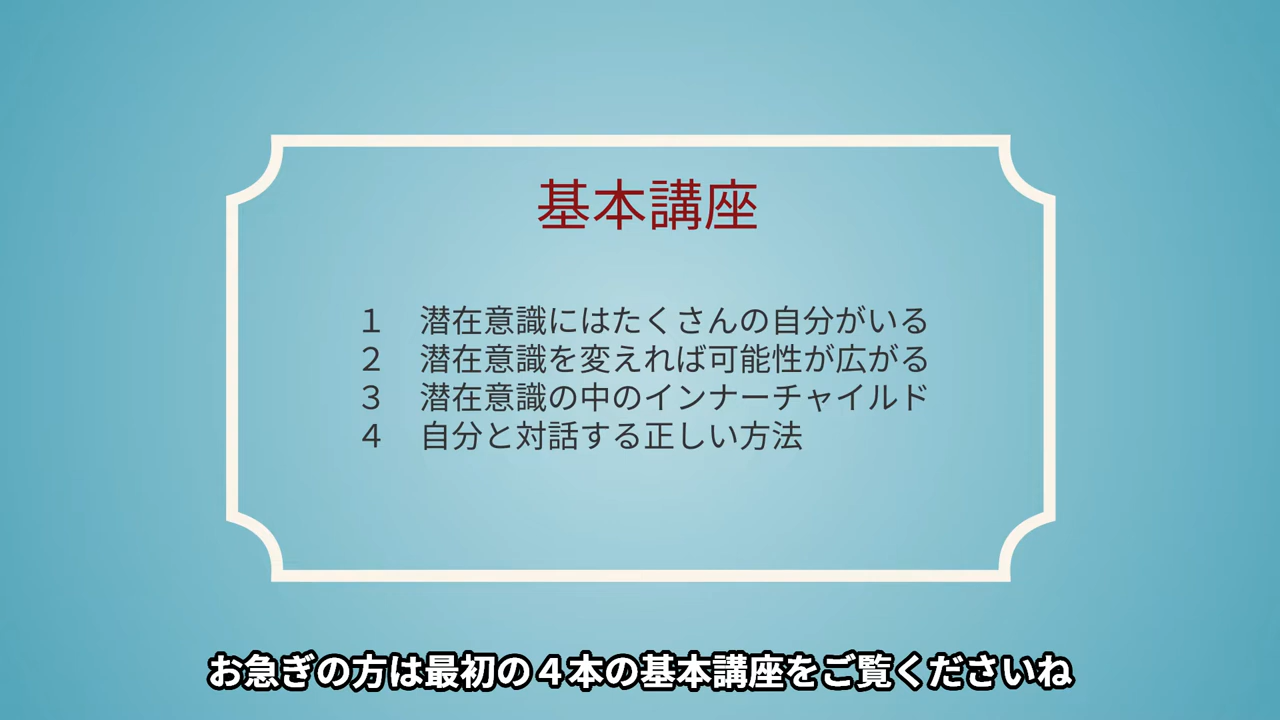 基本講座
１　潜在意識にはたくさんの自分がいる
２　潜在意識を変えれば可能性が広がる
３　潜在意識の中のインナーチャイルド
４　自分と対話する正しい方法
お急ぎの方は最初の４本の基本講座をご覧くださいね